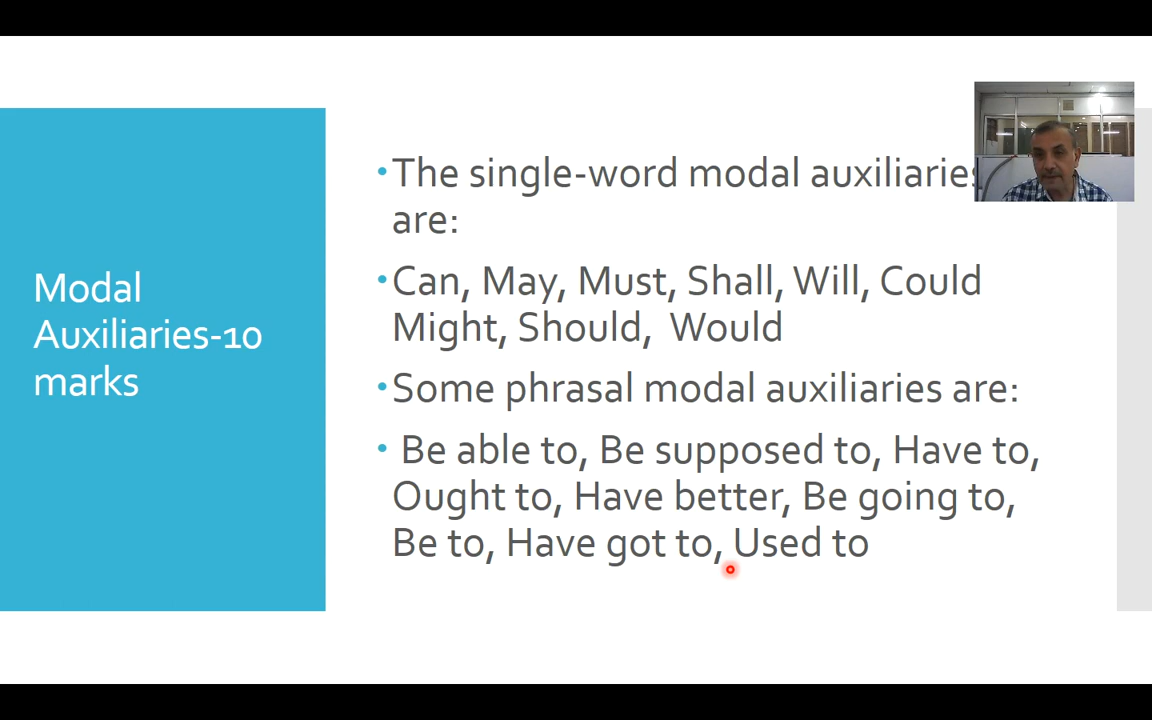 Modal
Auxiliaries-10
marks
The single-word modal auxiliaries
are:
Can, May, Must, Shall, Will, Could
Might, Should, Would
Some phrasal modal auxiliaries are:
Be able to, Be supposed to, Have to,
Ought to, Have better, Be going to,
Be to, Have got to, Used to